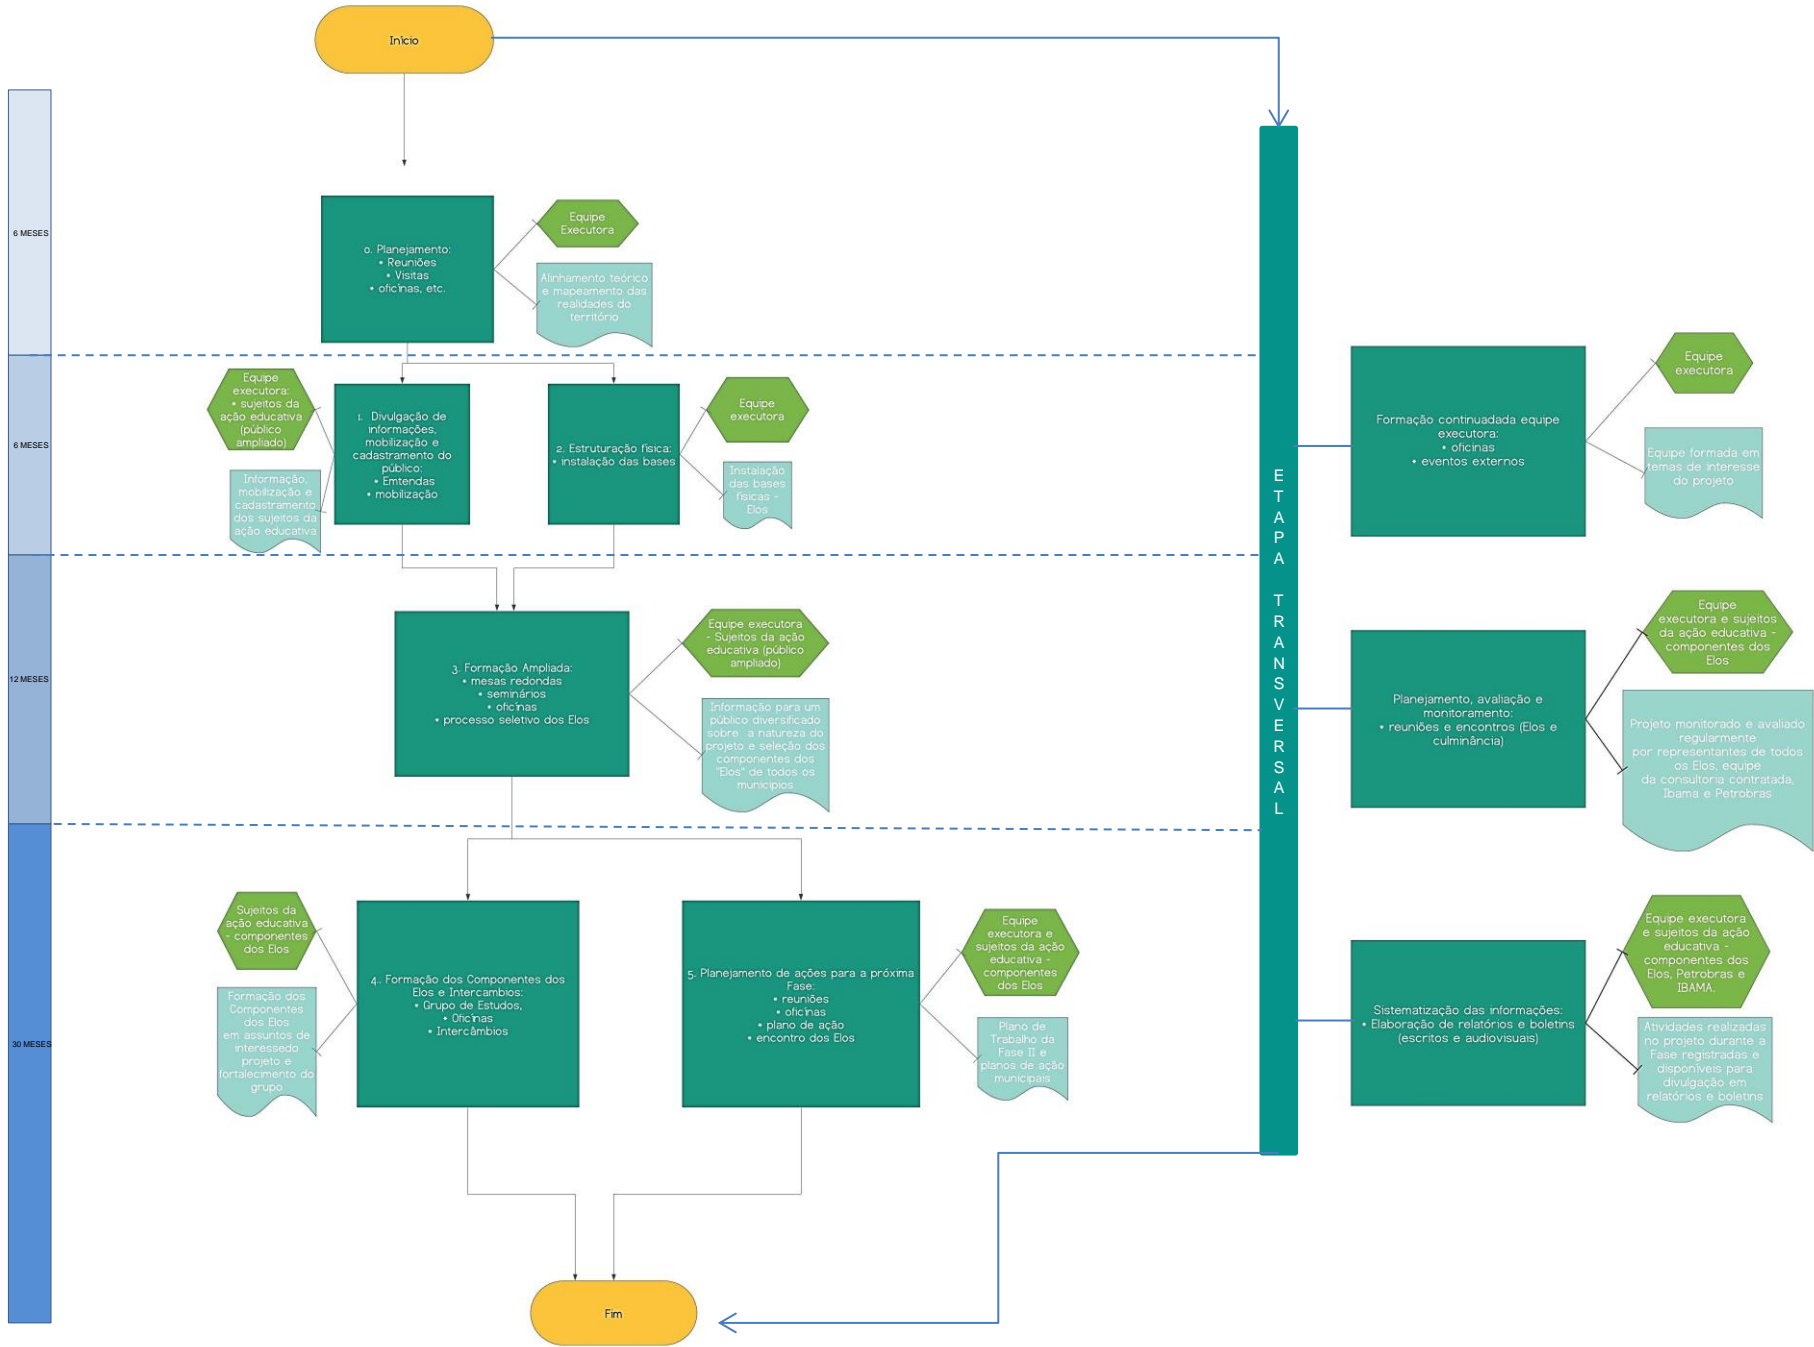 Início
6 MESES
0. Planejamento:
• Reuniões
• Visitas
• oficinas, etc.
Equipe
Executora
Alinhamento teórico
e mapeamento das
realidades do
território
6 MESES
Equipe
executora:
• sujeitos da
ação educativa
(público
ampliado)
Informação,
mobilização e
cadastramento
dos sujeitos da
ação educativa
1. Divulgação de
informações,
mobilização e
cadastramento do
público:
• Emtendas
• mobilização
2. Estruturação física:
• instalação das bases
Equipe
executora
Instalação
das bases
físicas -
Elos
12 MESES
3. Formação Ampliada:
• mesas redondas
• seminários
• oficinas
• processo seletivo dos Elos
Equipe executora
- Sujeitos da ação
educativa (público
ampliado)
Informação para um
público diversificado
sobre a natureza do
projeto e seleção dos
componentes dos
"Elos" de todos os
municípios
30 MESES
Sujeitos da
ação educativa
- componentes
dos Elos
Formação dos
Componentes
dos Elos
em assuntos de
interessedo
projeto e
fortalecimento do
grupo
4. Formação dos Componentes dos
Elos e Intercambios:
• Grupo de Estudos,
• Oficinas
• Intercâmbios
5. Planejamento de ações para a próxima
Fase:
• reuniões
• oficinas
• plano de ação
• encontro dos Elos
Equipe
executora e
sujeitos da ação
educativa -
componentes
dos Elos
Plano de
Trabalho da
Fase II e
planos de ação
municipais
Fim
ETAPA TRANSVERSAL
Formação continuadada equipe
executora:
• oficinas
• eventos externos
Equipe
executora
Equipe formada em
temas de interesse
do projeto
Planejamento, avaliação e
monitoramento:
• reuniões e encontros (Elos e
culminância)
Equipe
executora e sujeitos
da ação educativa -
componentes dos
Elos
Projeto monitorado e avaliado
regularmente
por representantes de todos
os Elos, equipe
da consultoria contratada,
Ibama e Petrobras
Sistematização das informações:
• Elaboração de relatórios e boletins
(escritos e audiovisuais)
Equipe executora
e sujeitos da ação
educativa -
componentes dos
Elos, Petrobras e
IBAMA.
Atividades realizadas
no projeto durante a
Fase registradas e
disponíveis para
divulgação em
relatórios e boletins